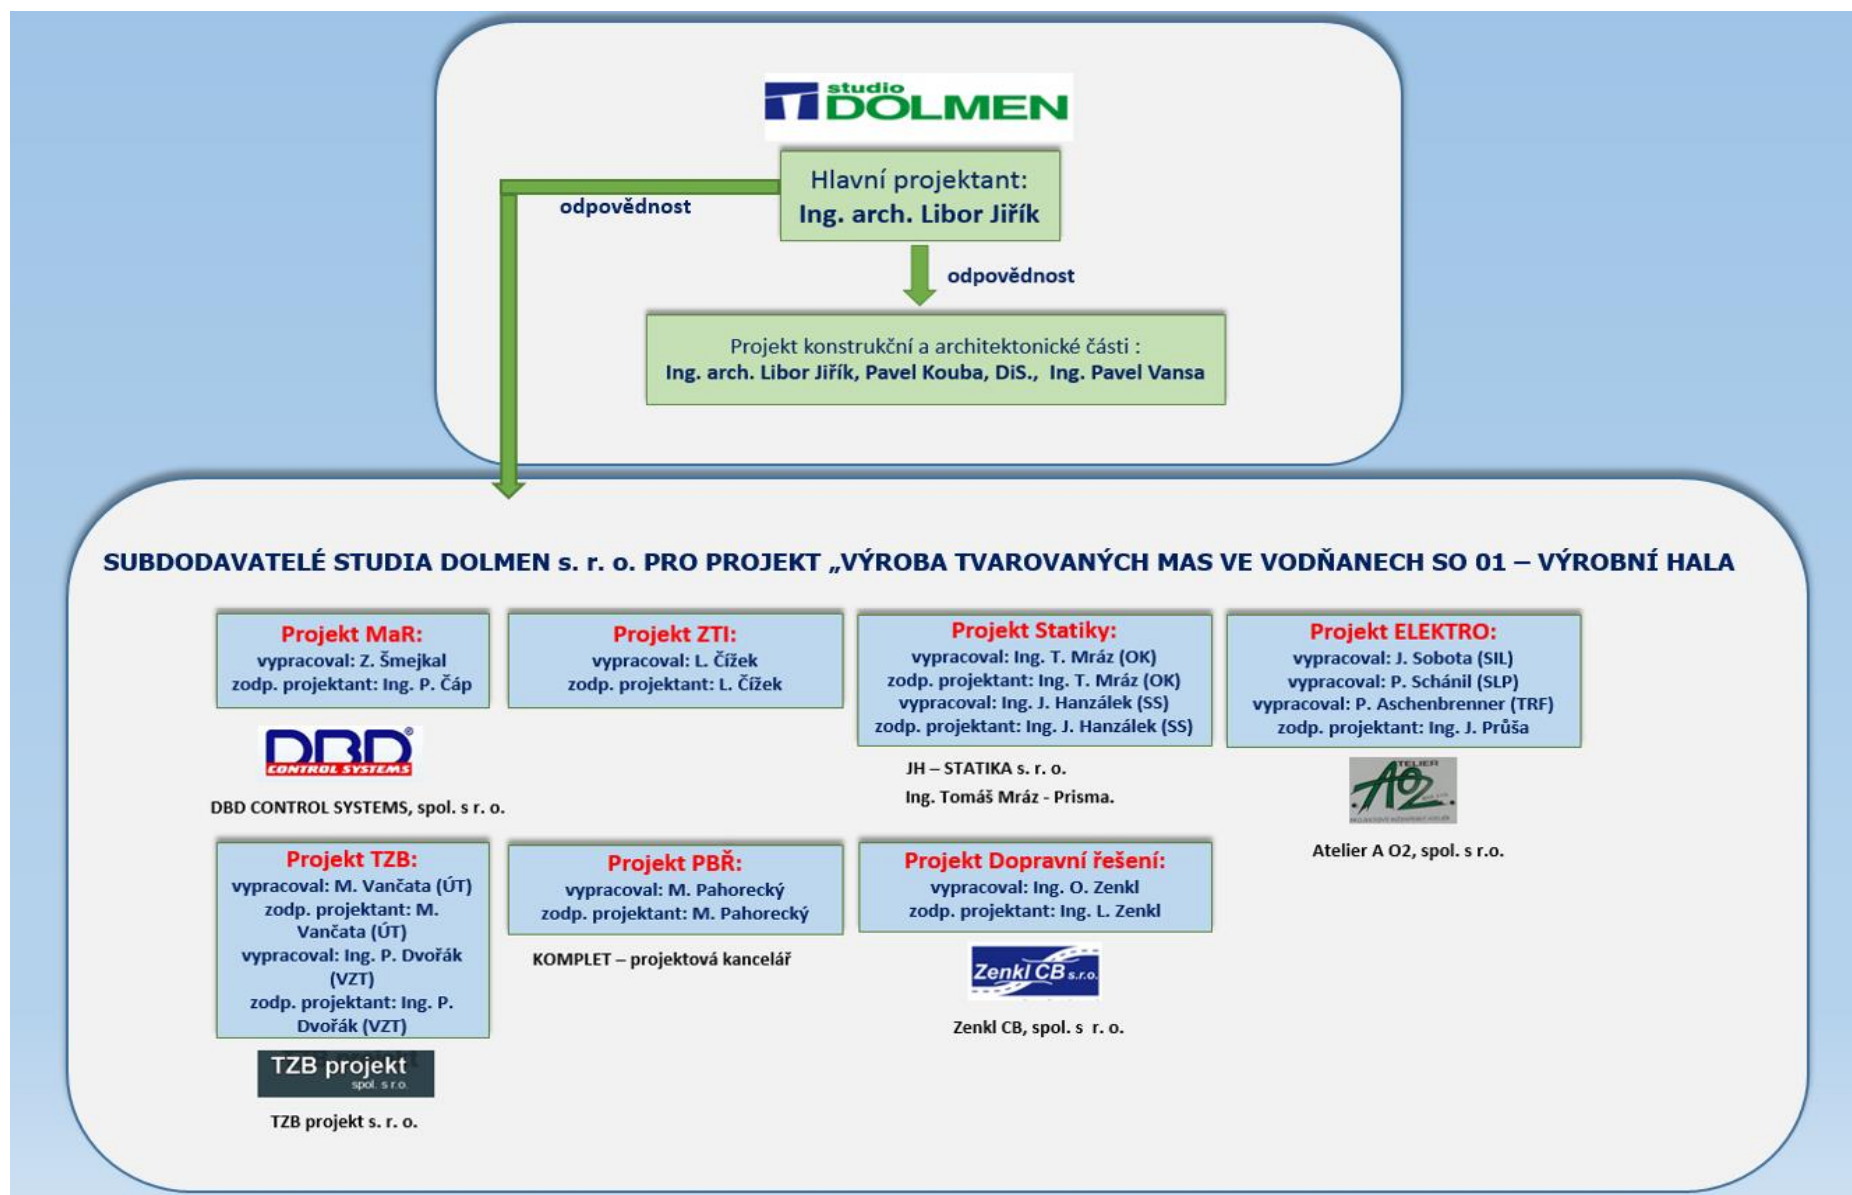 studio
DOLMEN
Hlavní projektant:
Ing. arch. Libor Jiřík
odpovědnost
odpovědnost
Projekt konstrukční a architektonické části :
Ing. arch. Libor Jiřík, Pavel Kouba, DiS., Ing. Pavel Vansa
SUBDODAVATELÉ STUDIA DOLMEN s. r. o. PRO PROJEKT „VÝROBA TVAROVANÝCH MAS VE VODŇANECH SO 01 – VÝROBNÍ HALA
Projekt MaR:
vypracoval: Z. Šmejkal
zodp. projektant: Ing. P. Čáp
DBD®
CONTROL SYSTEMS
DBD CONTROL SYSTEMS, spol. s r. o.
Projekt ZTI:
vypracoval: L. Čížek
zodp. projektant: L. Čížek
Projekt Statiky:
vypracoval: Ing. T. Mráz (OK)
zodp. projektant: Ing. T. Mráz (OK)
vypracoval: Ing. J. Hanzálek (SS)
zodp. projektant: Ing. J. Hanzálek (SS)
JH – STATIKA s. r. o.
Ing. Tomáš Mráz - Prisma.
Projekt ELEKTRO:
vypracoval: J. Sobota (SIL)
vypracoval: P. Schánil (SLP)
vypracoval: P. Aschenbrenner (TRF)
zodp. projektant: Ing. J. Průša
ATELIER
AO2
Atelier A O2, spol. s r.o.
Projekt TZB:
vypracoval: M. Vančata (ÚT)
zodp. projektant: M.
Vančata (ÚT)
vypracoval: Ing. P. Dvořák
(VZT)
zodp. projektant: Ing. P.
Dvořák (VZT)
TZB projekt
spol. s r.o.
TZB projekt s. r. o.
Projekt PBŘ:
vypracoval: M. Pahorecký
zodp. projektant: M. Pahorecký
KOMPLET – projektová kancelář
Projekt Dopravní řešení:
vypracoval: Ing. O. Zenkl
zodp. projektant: Ing. L. Zenkl
Zenkl CB s.r.o.
Zenkl CB, spol. s r. o.